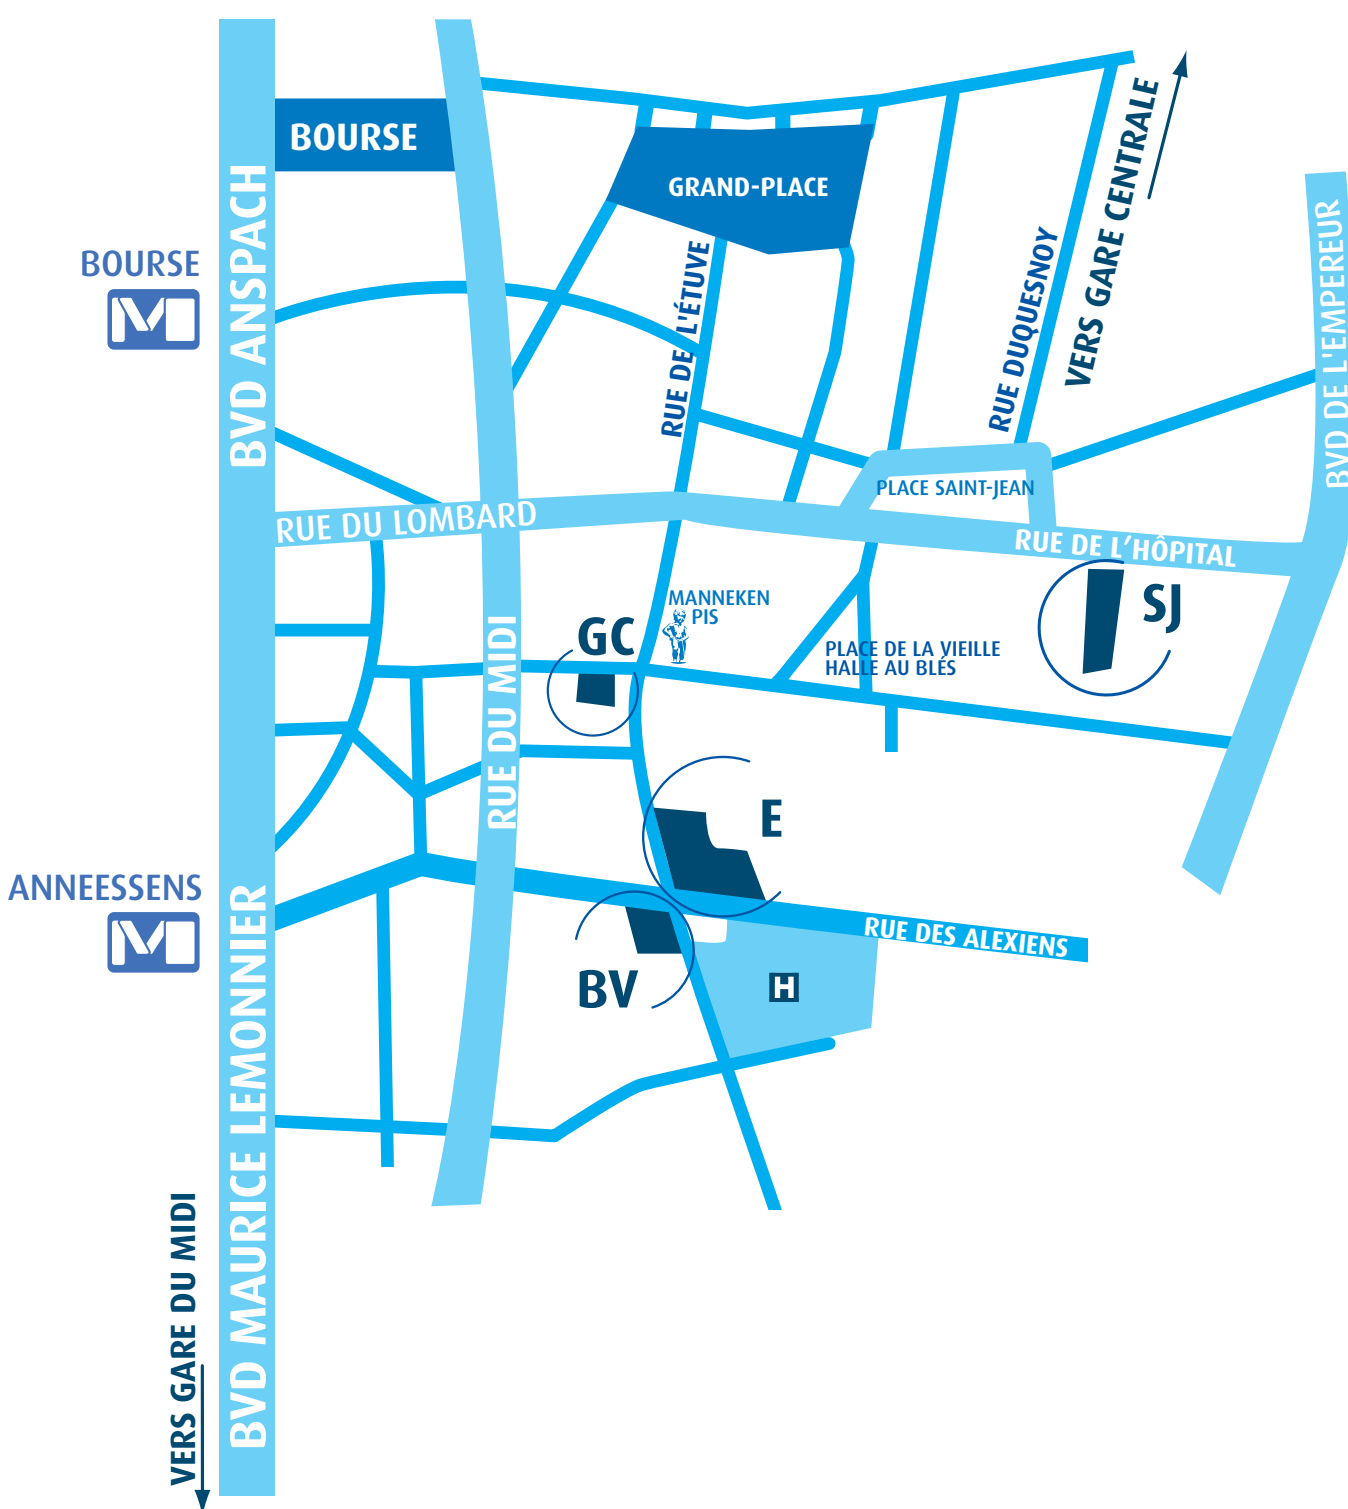 BOURSE
GRAND-PLACE
VERS GARE CENTRALE
BVD ANSPACH
BOURSE
M
RUE DE L'ÉTUVE
RUE DUQUESNOY
BVD DE L'EMPEREUR
PLACE SAINT-JEAN
RUE DU LOMBARD
RUE DE L'HÔPITAL
MANNEKEN
PIS
GC
SJ
PLACE DE LA VIEILLE
HALLE AU BLÉS
RUE DU MIDI
E
ANNEESSENS
M
RUE DES ALEXIENS
BV
H
BVD MAURICE LEMONNIER
VERS GARE DU MIDI